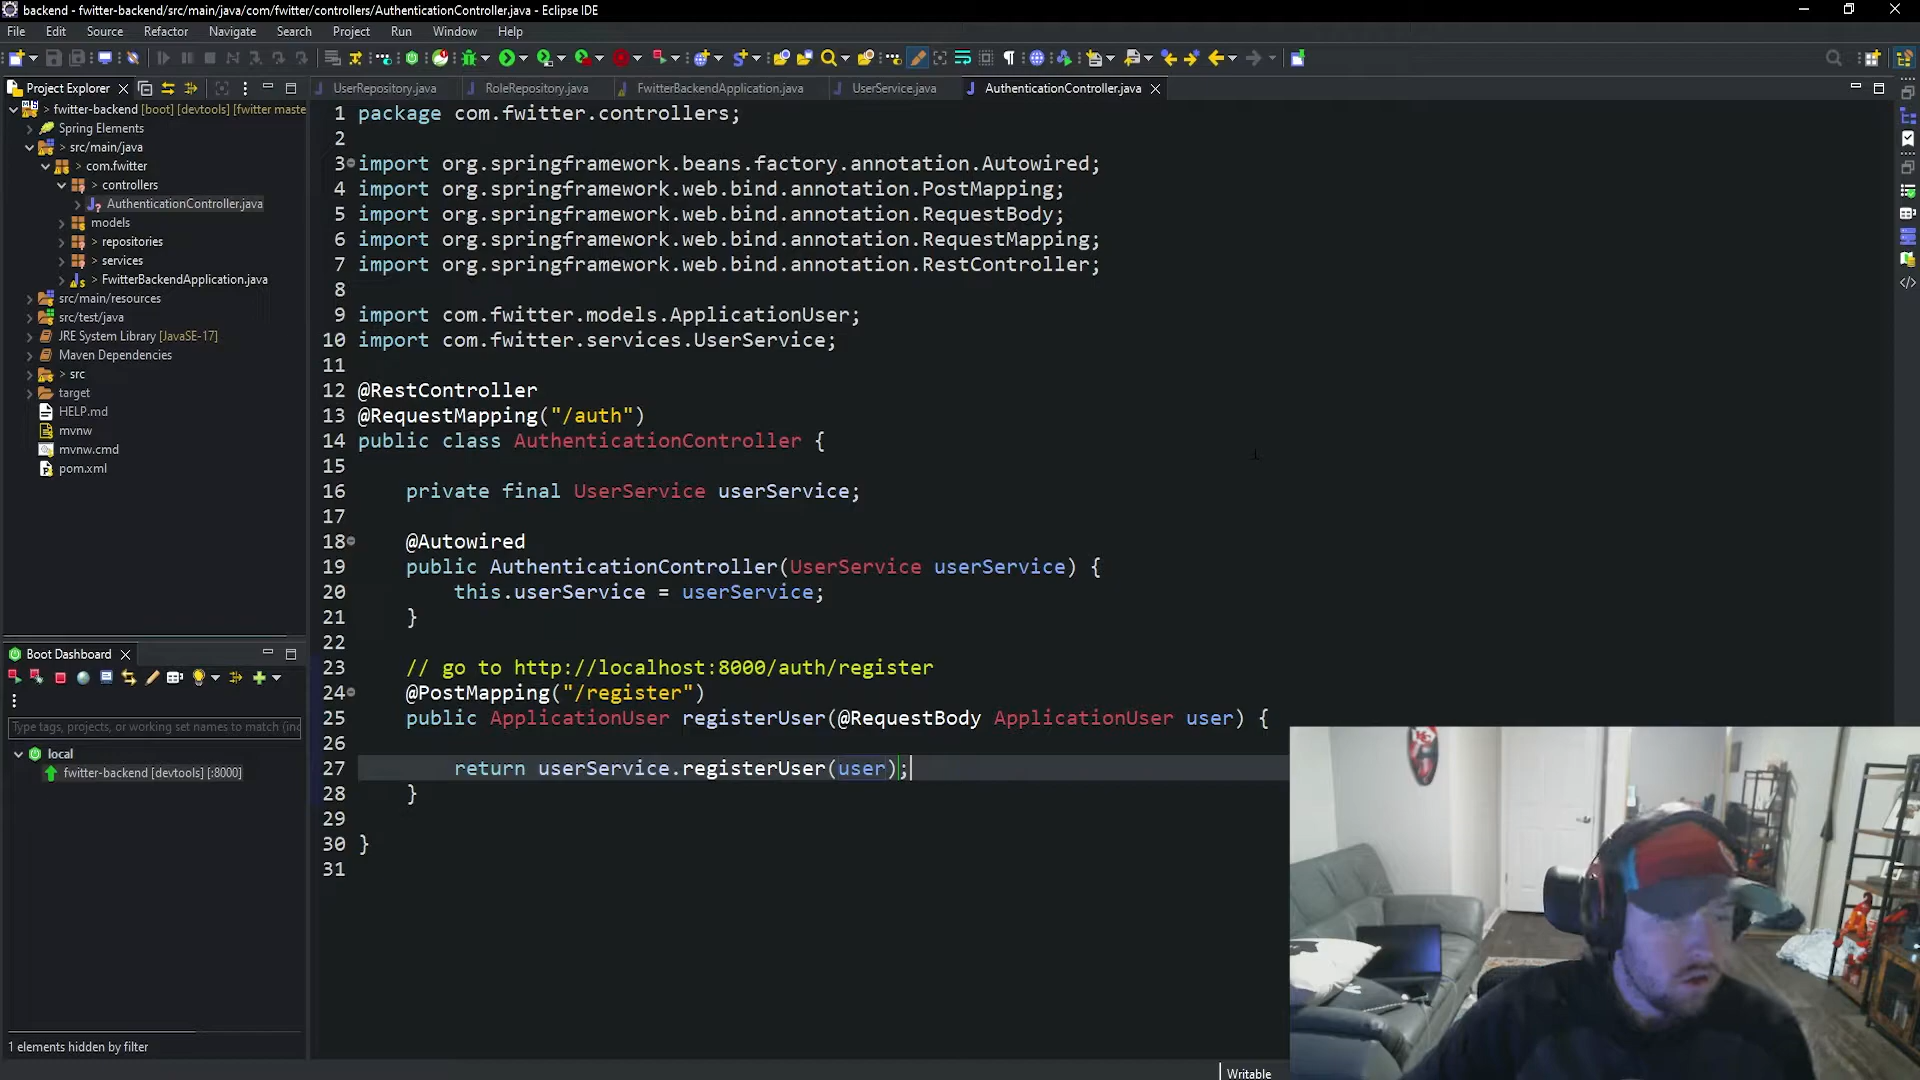 backend - fwitter-backend/src/main/java/com/fwitter/controllers/AuthenticationController.java - Eclipse IDE
File Edit Source Refactor Navigate Search Project Run Window Help
Project Explorer
UserRepository.java RoleRepository.java FwitterBackendApplication.java UserService.java AuthenticationController.java
> fwitter-backend [boot] [devtools] [fwitter maste
Spring Elements
> src/main/java
> com.fwitter
> controllers
AuthenticationController.java
models
> repositories
> services
> FwitterBackendApplication.java
src/main/resources
src/test/java
JRE System Library [JavaSE-17]
Maven Dependencies
> src
target
HELP.md
mvnw
mvnw.cmd
pom.xml
Boot Dashboard
Type tags, projects, or working set names to match (inc
local
fwitter-backend [devtools] [:8000]
1 elements hidden by filter
1 package com.fwitter.controllers;
2
3 import org.springframework.beans.factory.annotation.Autowired;
4 import org.springframework.web.bind.annotation.PostMapping;
5 import org.springframework.web.bind.annotation.RequestBody;
6 import org.springframework.web.bind.annotation.RequestMapping;
7 import org.springframework.web.bind.annotation.RestController;
8
9 import com.fwitter.models.ApplicationUser;
10 import com.fwitter.services.UserService;
11
12 @RestController
13 @RequestMapping("/auth")
14 public class AuthenticationController {
15
16 private final UserService userService;
17
18 @Autowired
19 public AuthenticationController(UserService userService) {
20 this.userService = userService;
21 }
22
23 // go to http://localhost:8000/auth/register
24 @PostMapping("/register")
25 public ApplicationUser registerUser(@RequestBody ApplicationUser user) {
26
27 return userService.registerUser(user);
28 }
29
30 }
31
Writable